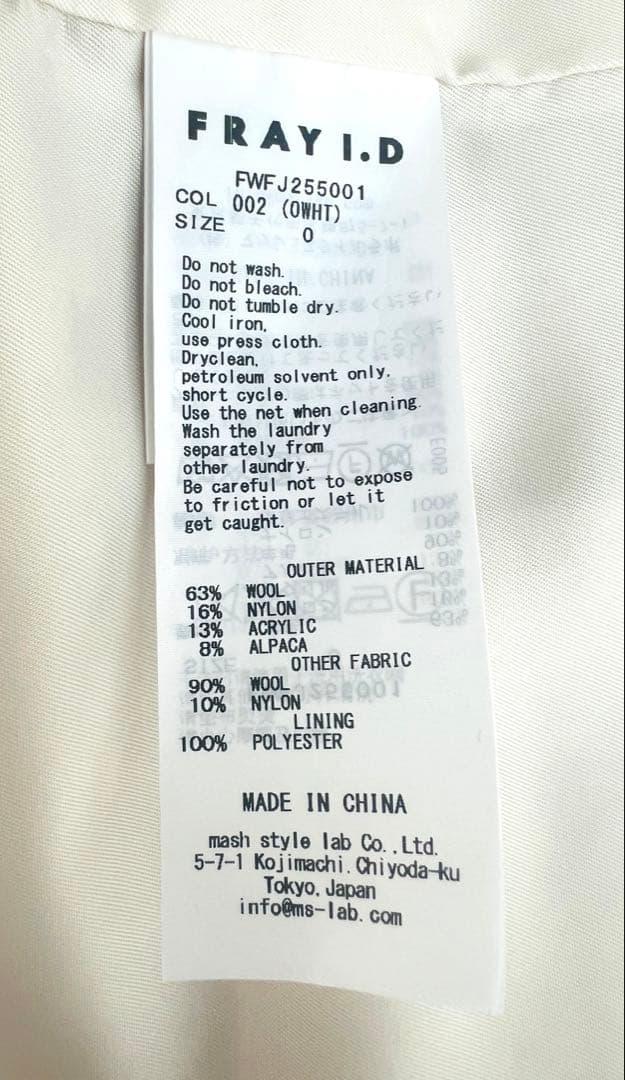 FRAY I.D
FWFJ255001
COL 002 (OWHT)
SIZE 0
Do not wash.
Do not bleach.
Do not tumble dry.
Cool iron,
use press cloth.
Dryclean,
petroleum solvent only.
short cycle.
Use the net when cleaning.
Wash the laundry
separately from
other laundry.
Be careful not to expose
to friction or let it
get caught.
OUTER MATERIAL
63% WOOL
16% NYLON
13% ACRYLIC
8% ALPACA
OTHER FABRIC
90% WOOL
10% NYLON
LINING
100% POLYESTER
MADE IN CHINA
mash style lab Co.,Ltd.
5-7-1 Kojimachi.Chiyoda-ku
Tokyo, Japan
info@ms-lab.com